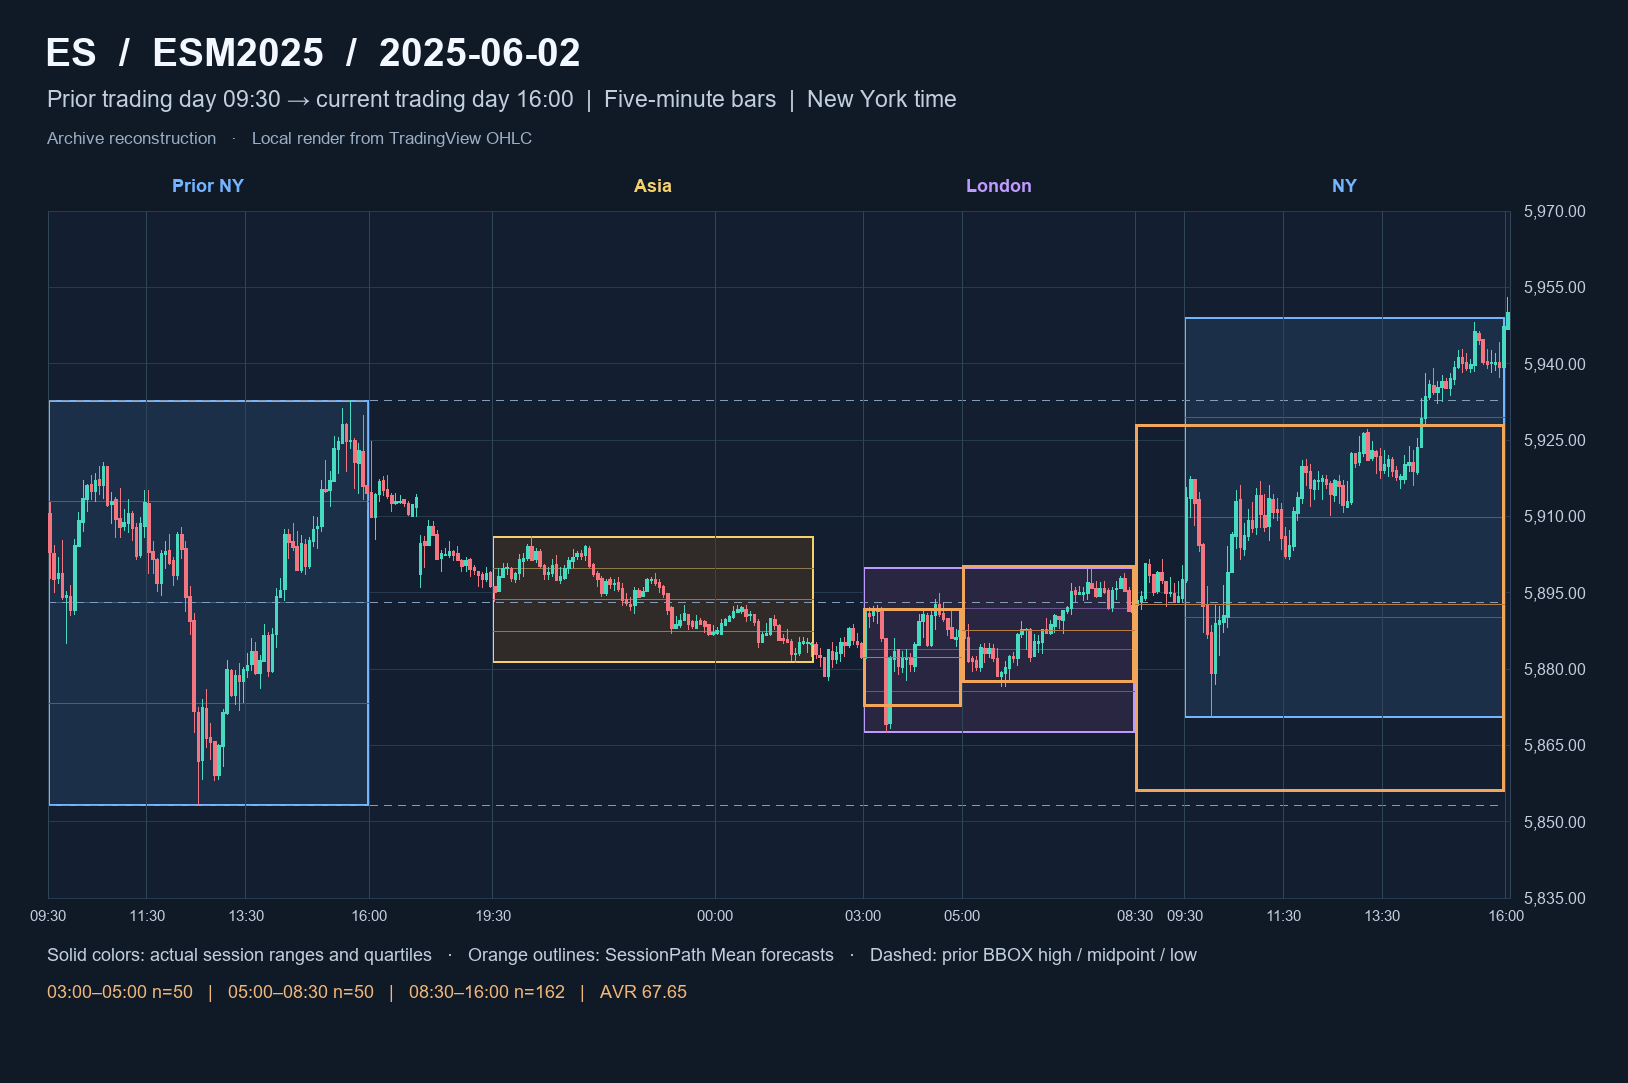 ES / ESM2025 / 2025-06-02
Prior trading day 09:30 → current trading day 16:00 | Five-minute bars | New York time
Archive reconstruction · Local render from TradingView OHLC
Prior NY Asia London NY
5,970.00
5,955.00
5,940.00
5,925.00
5,910.00
5,895.00
5,880.00
5,865.00
5,850.00
5,835.00
09:30 11:30 13:30 16:00 19:30 00:00 03:00 05:00 08:30 09:30 11:30 13:30 16:00
Solid colors: actual session ranges and quartiles · Orange outlines: SessionPath Mean forecasts · Dashed: prior BBOX high / midpoint / low
03:00–05:00 n=50 | 05:00–08:30 n=50 | 08:30–16:00 n=162 | AVR 67.65